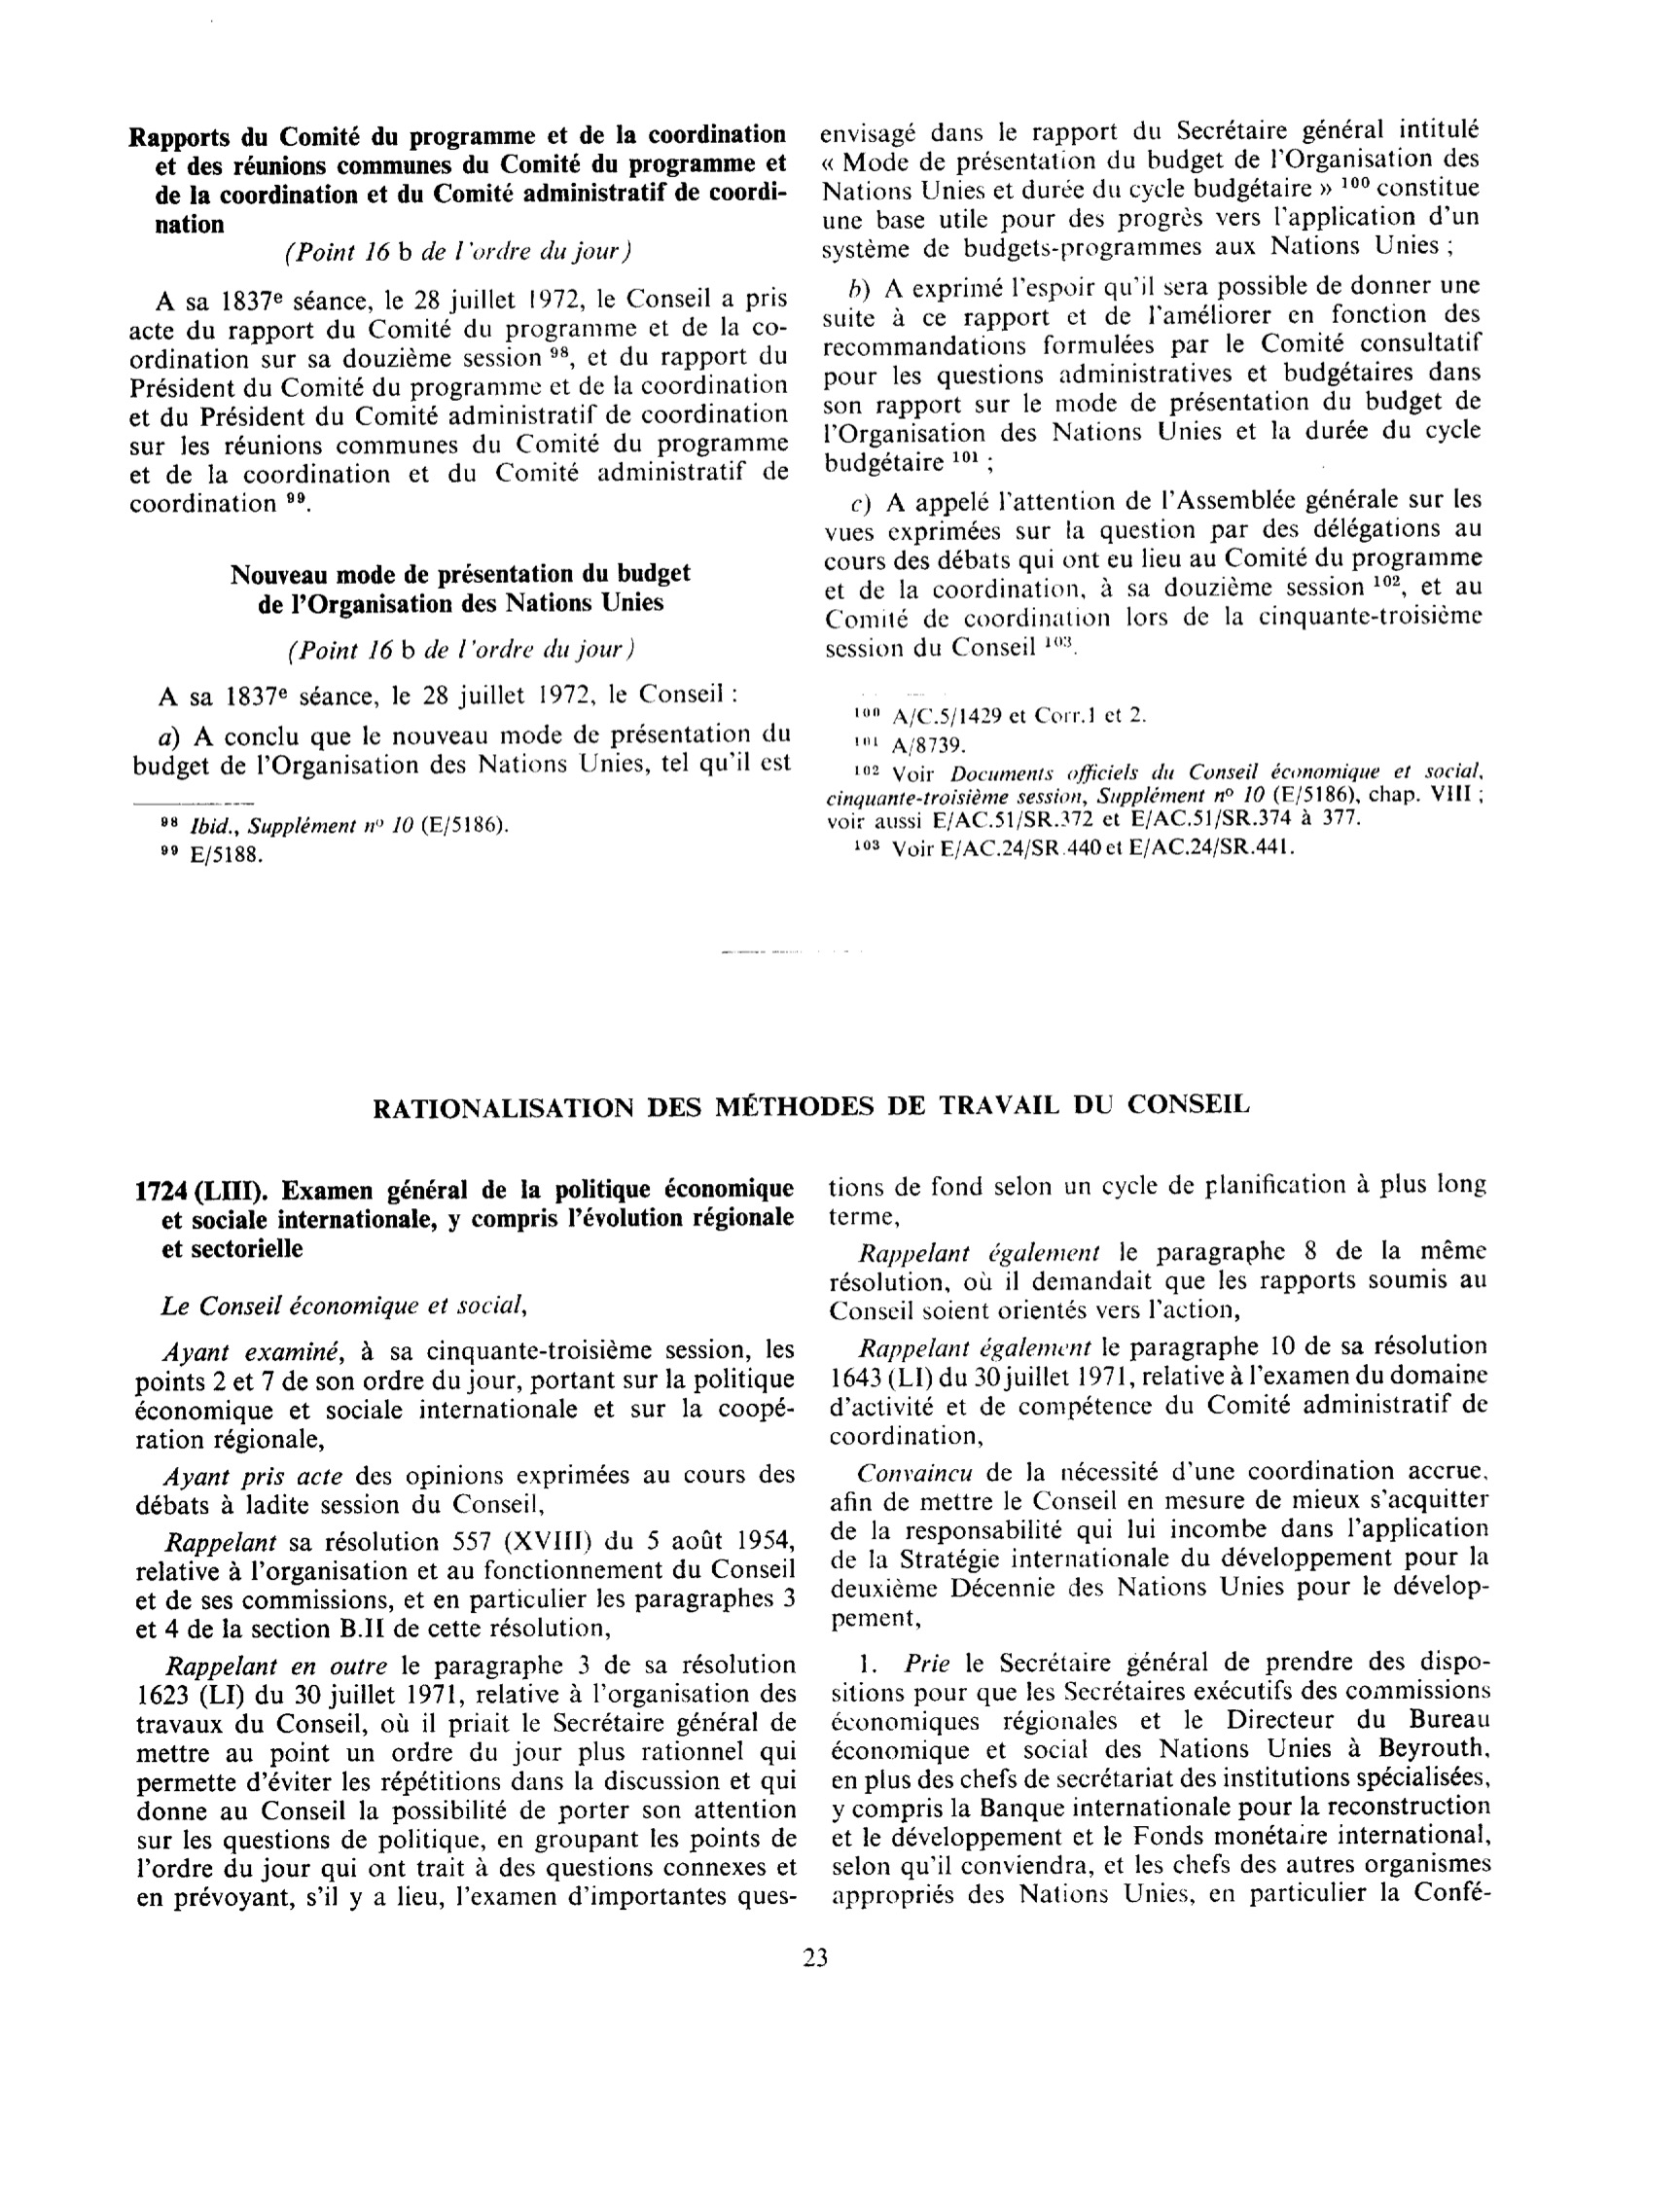 Rapports du Comité du programme et de la coordination
et des réunions communes du Comité du programme et
de la coordination et du Comité administratif de coordi-
nation
(Point 16 b de l'ordre du jour)
A sa 1837e séance, le 28 juillet 1972, le Conseil a pris
acte du rapport du Comité du programme et de la co-
ordination sur sa douzième session 98, et du rapport du
Président du Comité du programme et de la coordination
et du Président du Comité administratif de coordination
sur les réunions communes du Comité du programme
et de la coordination et du Comité administratif de
coordination 99.
Nouveau mode de présentation du budget
de l'Organisation des Nations Unies
(Point 16 b de l'ordre du jour)
A sa 1837e séance, le 28 juillet 1972, le Conseil :
a) A conclu que le nouveau mode de présentation du
budget de l'Organisation des Nations Unies, tel qu'il est
98 Ibid., Supplément no 10 (E/5186).
99 E/5188.
envisagé dans le rapport du Secrétaire général intitulé
« Mode de présentation du budget de l'Organisation des
Nations Unies et durée du cycle budgétaire » 100 constitue
une base utile pour des progrès vers l'application d'un
système de budgets-programmes aux Nations Unies ;
b) A exprimé l'espoir qu'il sera possible de donner une
suite à ce rapport et de l'améliorer en fonction des
recommandations formulées par le Comité consultatif
pour les questions administratives et budgétaires dans
son rapport sur le mode de présentation du budget de
l'Organisation des Nations Unies et la durée du cycle
budgétaire 101 ;
c) A appelé l'attention de l'Assemblée générale sur les
vues exprimées sur la question par des délégations au
cours des débats qui ont eu lieu au Comité du programme
et de la coordination, à sa douzième session 102, et au
Comité de coordination lors de la cinquante-troisième
session du Conseil 103.
100 A/C.5/1429 et Corr.1 et 2.
101 A/8739.
102 Voir Documents officiels du Conseil économique et social,
cinquante-troisième session, Supplément no 10 (E/5186), chap. VIII ;
voir aussi E/AC.51/SR.372 et E/AC.51/SR.374 à 377.
103 Voir E/AC.24/SR.440 et E/AC.24/SR.441.
RATIONALISATION DES MÉTHODES DE TRAVAIL DU CONSEIL
1724 (LIII). Examen général de la politique économique
et sociale internationale, y compris l'évolution régionale
et sectorielle
Le Conseil économique et social,
Ayant examiné, à sa cinquante-troisième session, les
points 2 et 7 de son ordre du jour, portant sur la politique
économique et sociale internationale et sur la coopé-
ration régionale,
Ayant pris acte des opinions exprimées au cours des
débats à ladite session du Conseil,
Rappelant sa résolution 557 (XVIII) du 5 août 1954,
relative à l'organisation et au fonctionnement du Conseil
et de ses commissions, et en particulier les paragraphes 3
et 4 de la section B.II de cette résolution,
Rappelant en outre le paragraphe 3 de sa résolution
1623 (LI) du 30 juillet 1971, relative à l'organisation des
travaux du Conseil, où il priait le Secrétaire général de
mettre au point un ordre du jour plus rationnel qui
permette d'éviter les répétitions dans la discussion et qui
donne au Conseil la possibilité de porter son attention
sur les questions de politique, en groupant les points de
l'ordre du jour qui ont trait à des questions connexes et
en prévoyant, s'il y a lieu, l'examen d'importantes ques-
tions de fond selon un cycle de planification à plus long
terme,
Rappelant également le paragraphe 8 de la même
résolution, où il demandait que les rapports soumis au
Conseil soient orientés vers l'action,
Rappelant également le paragraphe 10 de sa résolution
1643 (LI) du 30 juillet 1971, relative à l'examen du domaine
d'activité et de compétence du Comité administratif de
coordination,
Convaincu de la nécessité d'une coordination accrue,
afin de mettre le Conseil en mesure de mieux s'acquitter
de la responsabilité qui lui incombe dans l'application
de la Stratégie internationale du développement pour la
deuxième Décennie des Nations Unies pour le dévelop-
pement,
1. Prie le Secrétaire général de prendre des dispo-
sitions pour que les Secrétaires exécutifs des commissions
économiques régionales et le Directeur du Bureau
économique et social des Nations Unies à Beyrouth,
en plus des chefs de secrétariat des institutions spécialisées,
y compris la Banque internationale pour la reconstruction
et le développement et le Fonds monétaire international,
selon qu'il conviendra, et les chefs des autres organismes
appropriés des Nations Unies, en particulier la Confé-
23